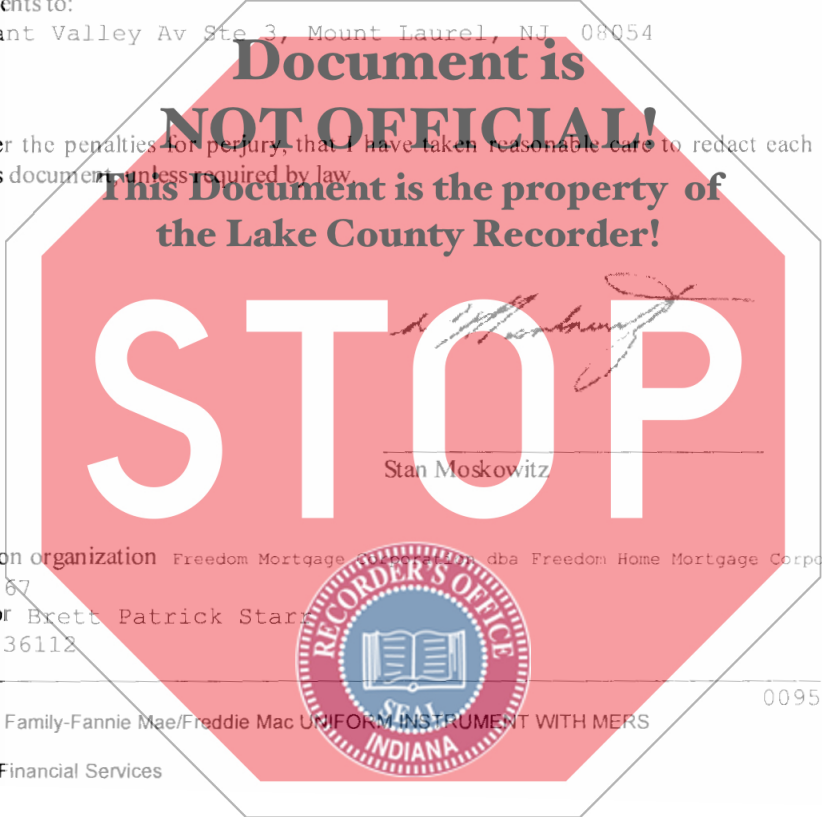 ents to:
ant Valley Av Ste 3, Mount Laurel, NJ 08054
Document is
NOT OFFICIAL!
er the penalties for perjury, that I have taken reasonable care to redact each
s document, unless required by law.
This Document is the property of
the Lake County Recorder!
STOP
Stan Moskowitz
on organization Freedom Mortgage Corporation dba Freedom Home Mortgage Corpo
67
or Brett Patrick Starr
36112
RECORDER'S OFFICE
SEAL
INDIANA
0095
Family-Fannie Mae/Freddie Mac UNIFORM INSTRUMENT WITH MERS
Financial Services